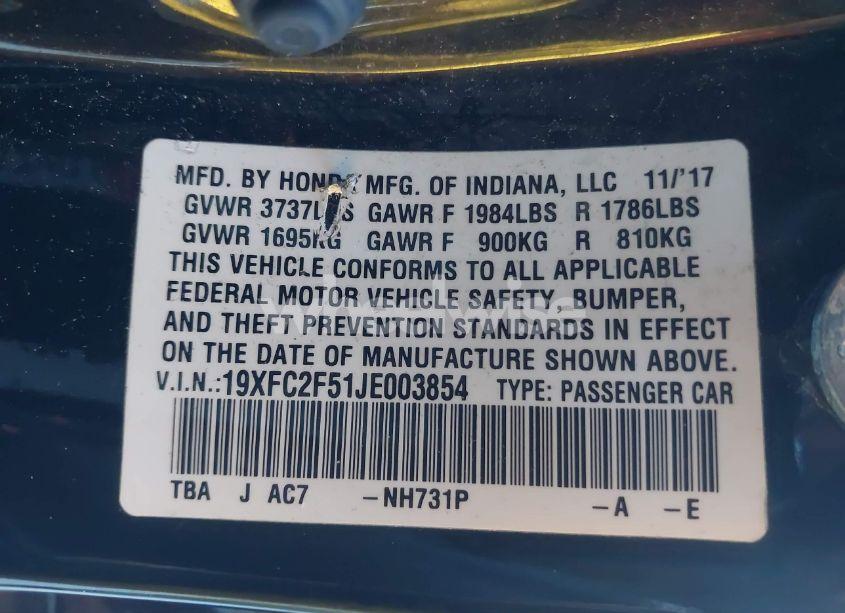 MFD. BY HONDA MFG. OF INDIANA, LLC 11/'17
GVWR 3737LBS GAWR F 1984LBS R 1786LBS
GVWR 1695KG GAWR F 900KG R 810KG
THIS VEHICLE CONFORMS TO ALL APPLICABLE
FEDERAL MOTOR VEHICLE SAFETY, BUMPER,
AND THEFT PREVENTION STANDARDS IN EFFECT
ON THE DATE OF MANUFACTURE SHOWN ABOVE.
V.I.N.:19XFC2F51JE003854 TYPE: PASSENGER CAR
TBA J AC7 -NH731P -A -E